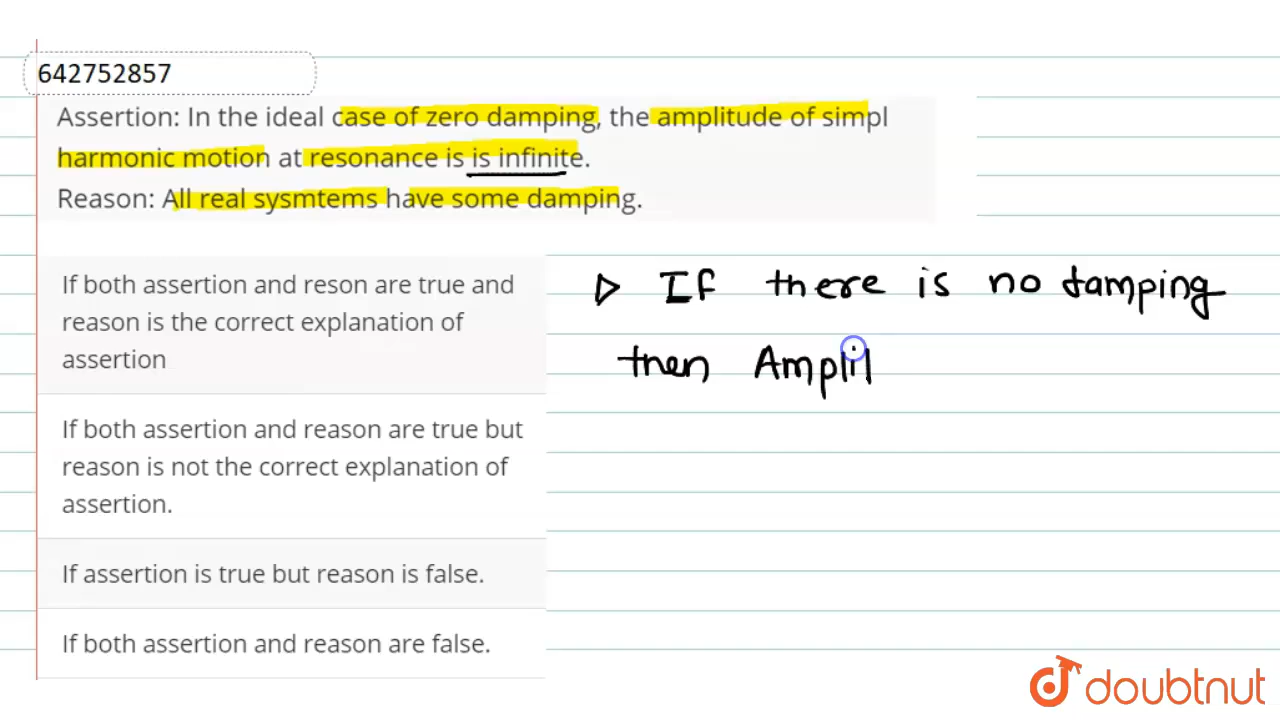 642752857
Assertion: In the ideal case of zero damping, the amplitude of simpl
harmonic motion at resonance is is infinite.
Reason: All real sysmtems have some damping.
If both assertion and reson are true and
reason is the correct explanation of
assertion
If both assertion and reason are true but
reason is not the correct explanation of
assertion.
If assertion is true but reason is false.
If both assertion and reason are false.
▷ If there is no damping
then Amplit
doubtnut